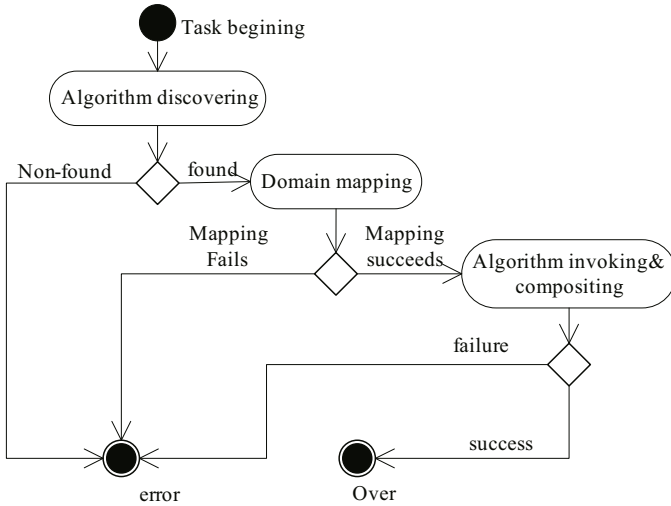 Task begining
Algorithm discovering
Non-found
found
Domain mapping
Mapping
Fails
Mapping
succeeds
Algorithm invoking&
compositing
failure
success
error
Over